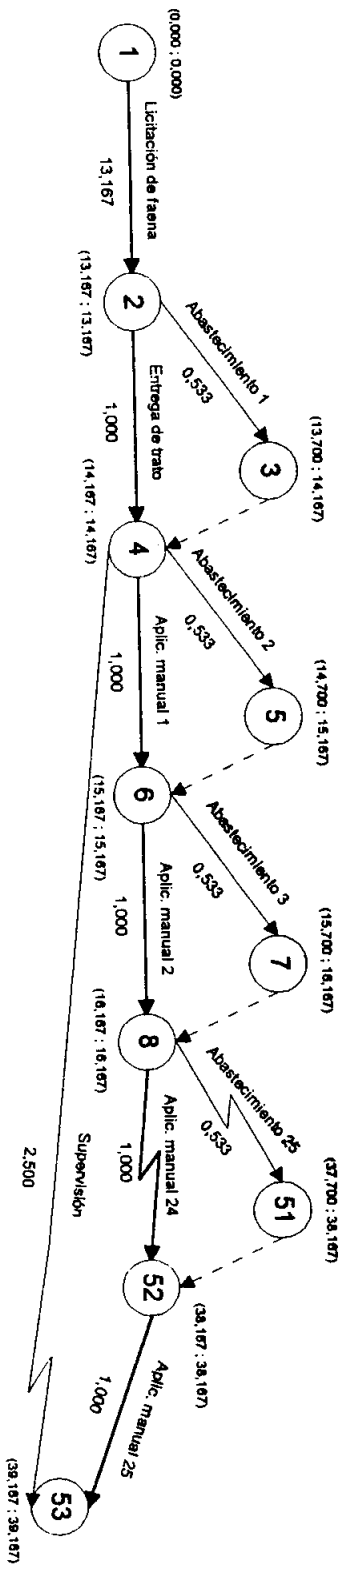 (0,000 ; 0,000)
1
Licitación de faena
13,167
2
(13,167 ; 13,167)
Abastecimiento 1
0,533
(13,700 ; 14,167)
3
Entrega de trato
1,000
4
(14,167 ; 14,167)
Abastecimiento 2
0,533
(14,700 ; 15,167)
5
Aplic. manual 1
1,000
6
(15,167 ; 15,167)
Abastecimiento 3
0,533
(15,700 ; 16,167)
7
Aplic. manual 2
1,000
8
(16,167 ; 16,167)
Abastecimiento 25
0,533
(37,700 ; 38,167)
51
Aplic. manual 24
1,000
52
(38,167 ; 38,167)
Aplic. manual 25
1,000
Supervisión
2,500
53
(39,167 ; 39,167)